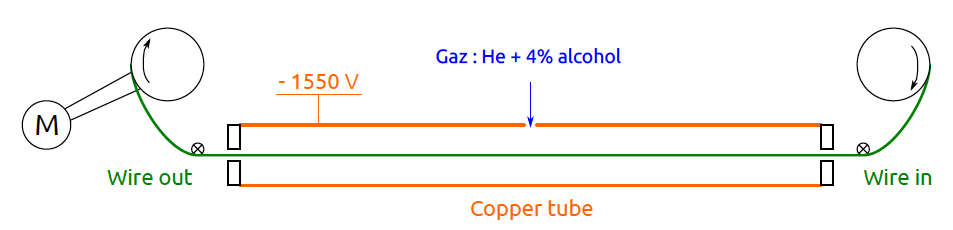 Gaz : He + 4% alcohol
- 1550 V
M
Wire out
Wire in
Copper tube